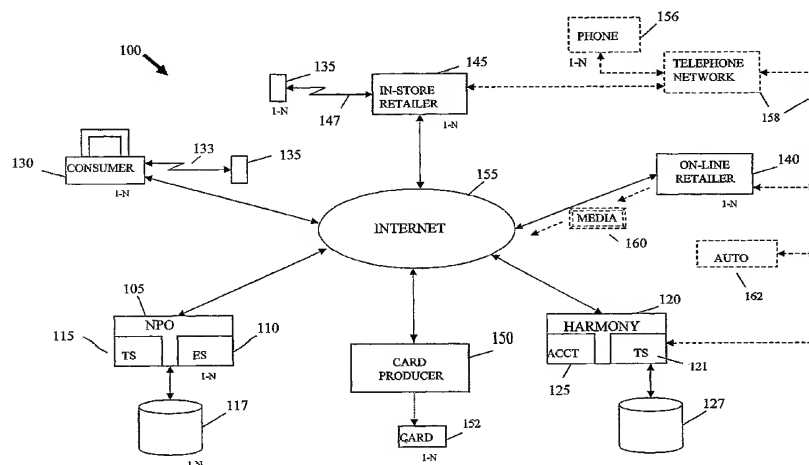 156
PHONE
100
145
1-N
TELEPHONE
NETWORK
135
IN-STORE
RETAILER
158
1-N
147
1-N
133
135
130
CONSUMER
1-N
155
ON-LINE
RETAILER
140
1-N
INTERNET
MEDIA
160
AUTO
162
105
NPO
110
115
TS
ES
1-N
120
HARMONY
ACCT
TS
125
121
CARD
PRODUCER
150
117
1-N
CARD
152
1-N
127